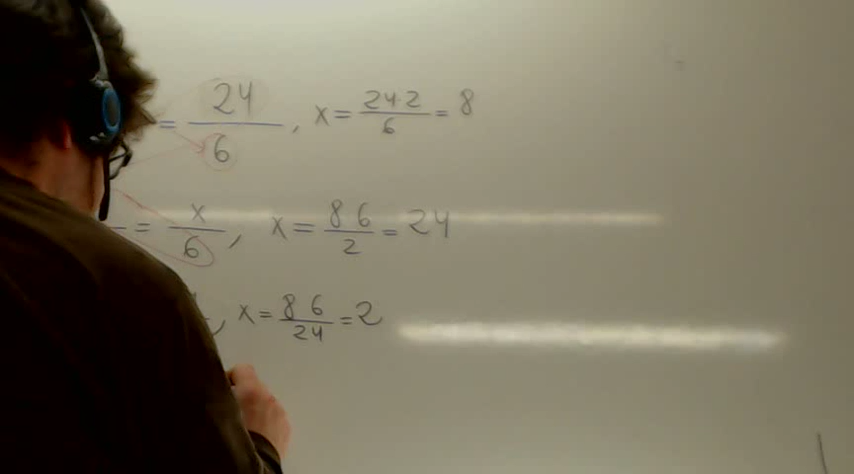 = 24/6, x = 24·2/6 = 8
= x/6, x = 8 6/2 = 24
, x = 8 6/24 = 2